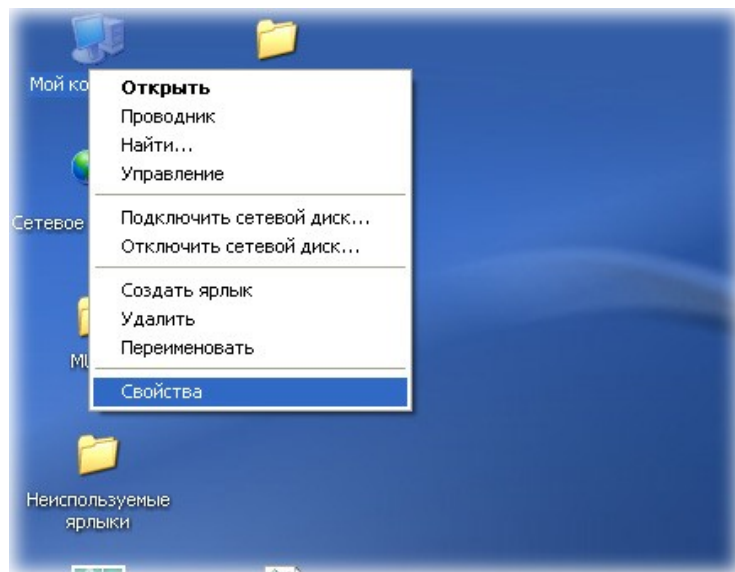 Мой ко
Открыть
Проводник
Найти...
Управление
Сетевое
Подключить сетевой диск...
Отключить сетевой диск...
Создать ярлык
Удалить
Переименовать
Свойства
Неиспользуемые
ярлыки